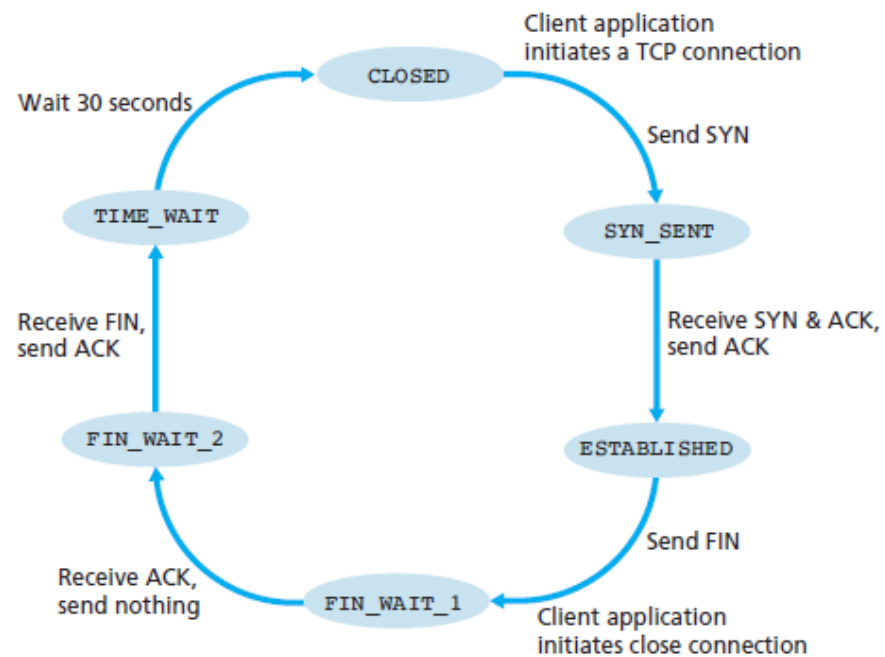 Client application
initiates a TCP connection
CLOSED
Wait 30 seconds
Send SYN
TIME_WAIT
SYN_SENT
Receive FIN,
send ACK
Receive SYN & ACK,
send ACK
FIN_WAIT_2
ESTABLISHED
Send FIN
Receive ACK,
send nothing
FIN_WAIT_1
Client application
initiates close connection